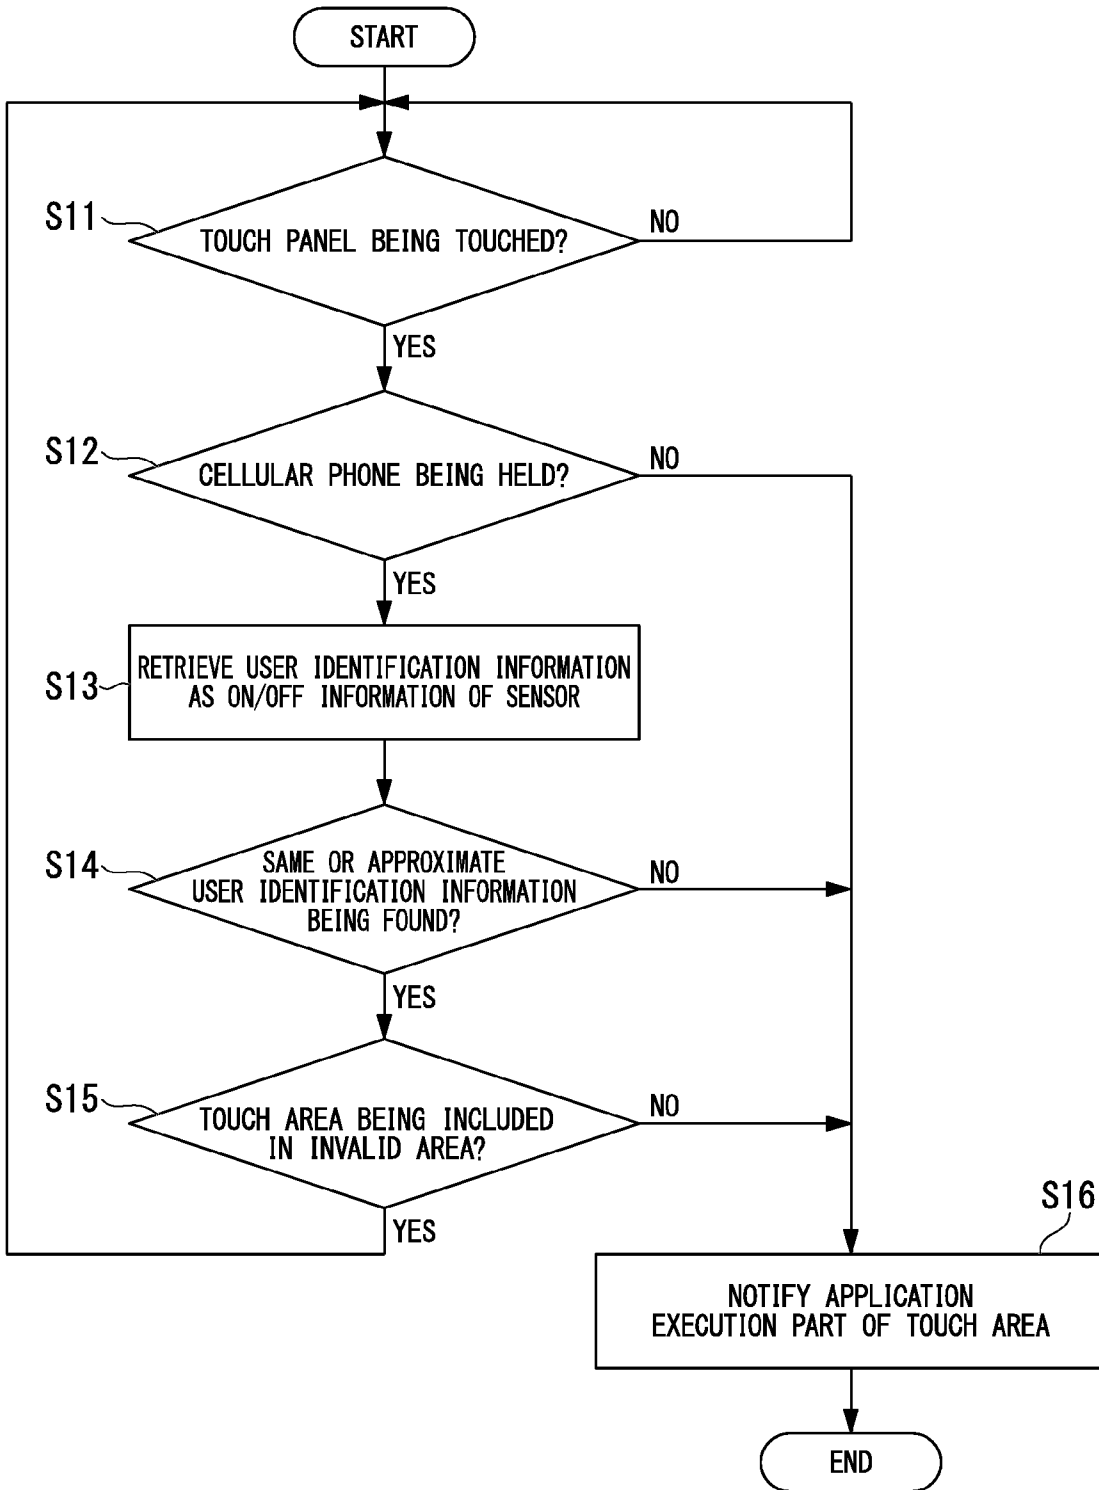 START
S11
TOUCH PANEL BEING TOUCHED?
NO
YES
S12
CELLULAR PHONE BEING HELD?
NO
YES
S13
RETRIEVE USER IDENTIFICATION INFORMATION
AS ON/OFF INFORMATION OF SENSOR
S14
SAME OR APPROXIMATE
USER IDENTIFICATION INFORMATION
BEING FOUND?
NO
YES
S15
TOUCH AREA BEING INCLUDED
IN INVALID AREA?
NO
YES
S16
NOTIFY APPLICATION
EXECUTION PART OF TOUCH AREA
END